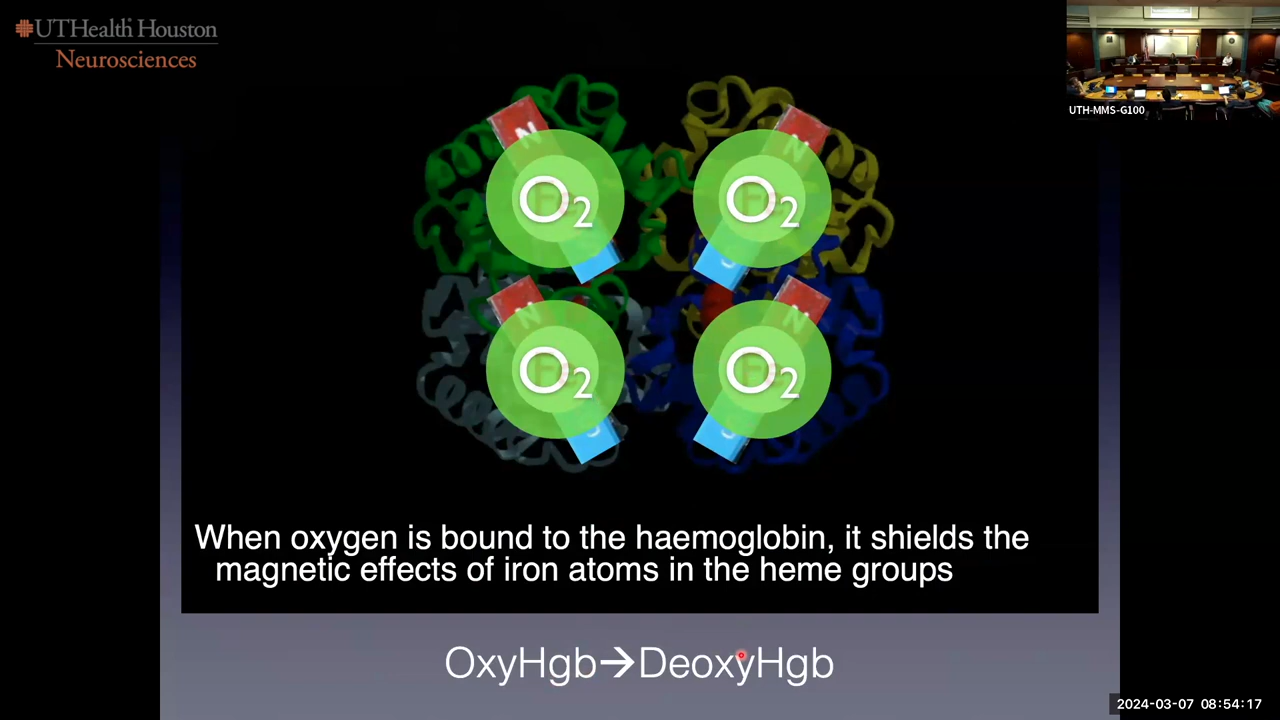 UTHealth Houston
Neurosciences
UTH-MMS-G100
N
N
O2
O2
N
N
O2
O2
When oxygen is bound to the haemoglobin, it shields the
magnetic effects of iron atoms in the heme groups
OxyHgb→DeoxyHgb
2024-03-07 08:54:17